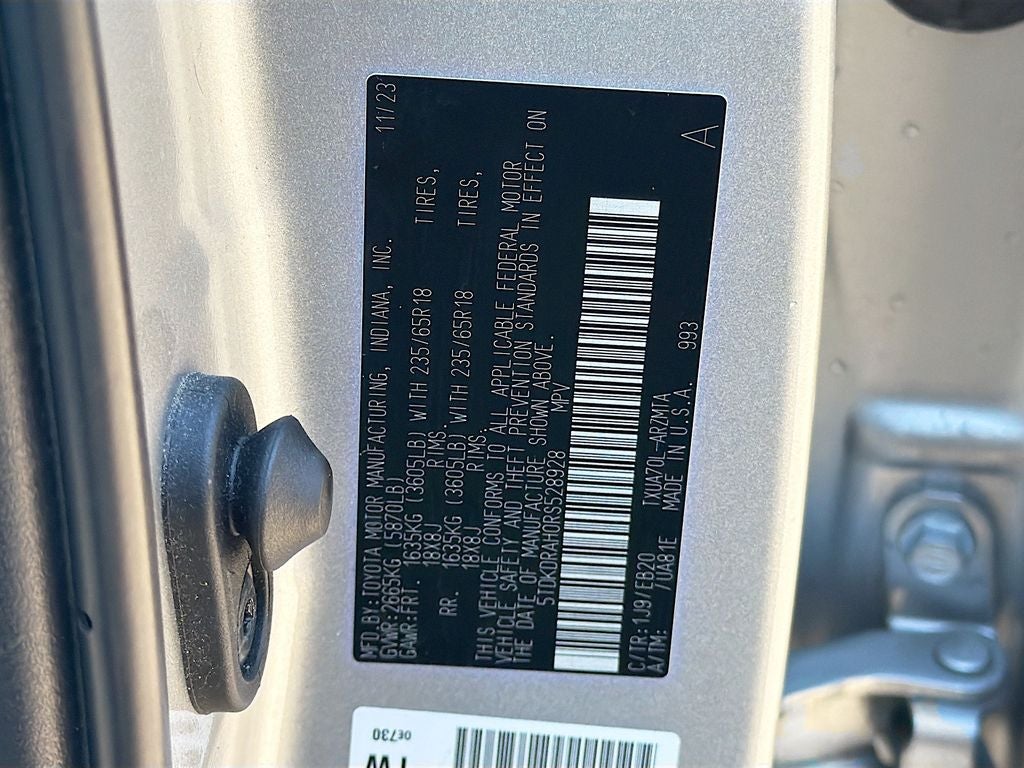 MFD. BY:TOYOTA MOTOR MANUFACTURING, INDIANA, INC. 11/23
GVWR:2665KG (5870LB)
GAWR:FRT. 1635KG (3605LB) WITH 235/65R18 TIRES,
18X8J RIMS
RR. 1635KG (3605LB) WITH 235/65R18 TIRES,
18X8J RIMS
THIS VEHICLE CONFORMS TO ALL APPLICABLE FEDERAL MOTOR
VEHICLE SAFETY AND THEFT PREVENTION STANDARDS IN EFFECT ON
THE DATE OF MANUFACTURE SHOWN ABOVE.
5TDKDRAH0RS528928 MPV
C/TR:1J9/EB20 TXUA70L-ARZMTA 993
A/TM: /UA81E MADE IN U.S.A. A
0E730